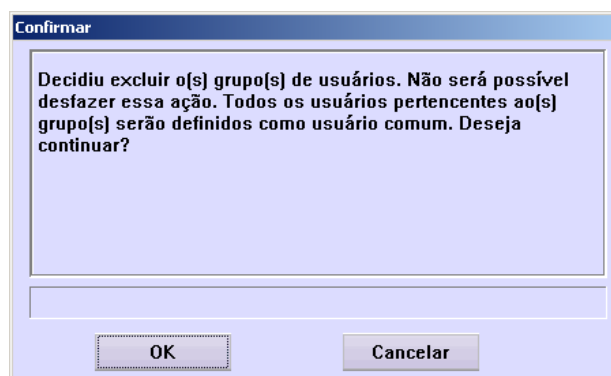 Confirmar
Decidiu excluir o(s) grupo(s) de usuários. Não será possível
desfazer essa ação. Todos os usuários pertencentes ao(s)
grupo(s) serão definidos como usuário comum. Deseja
continuar?
OK
Cancelar